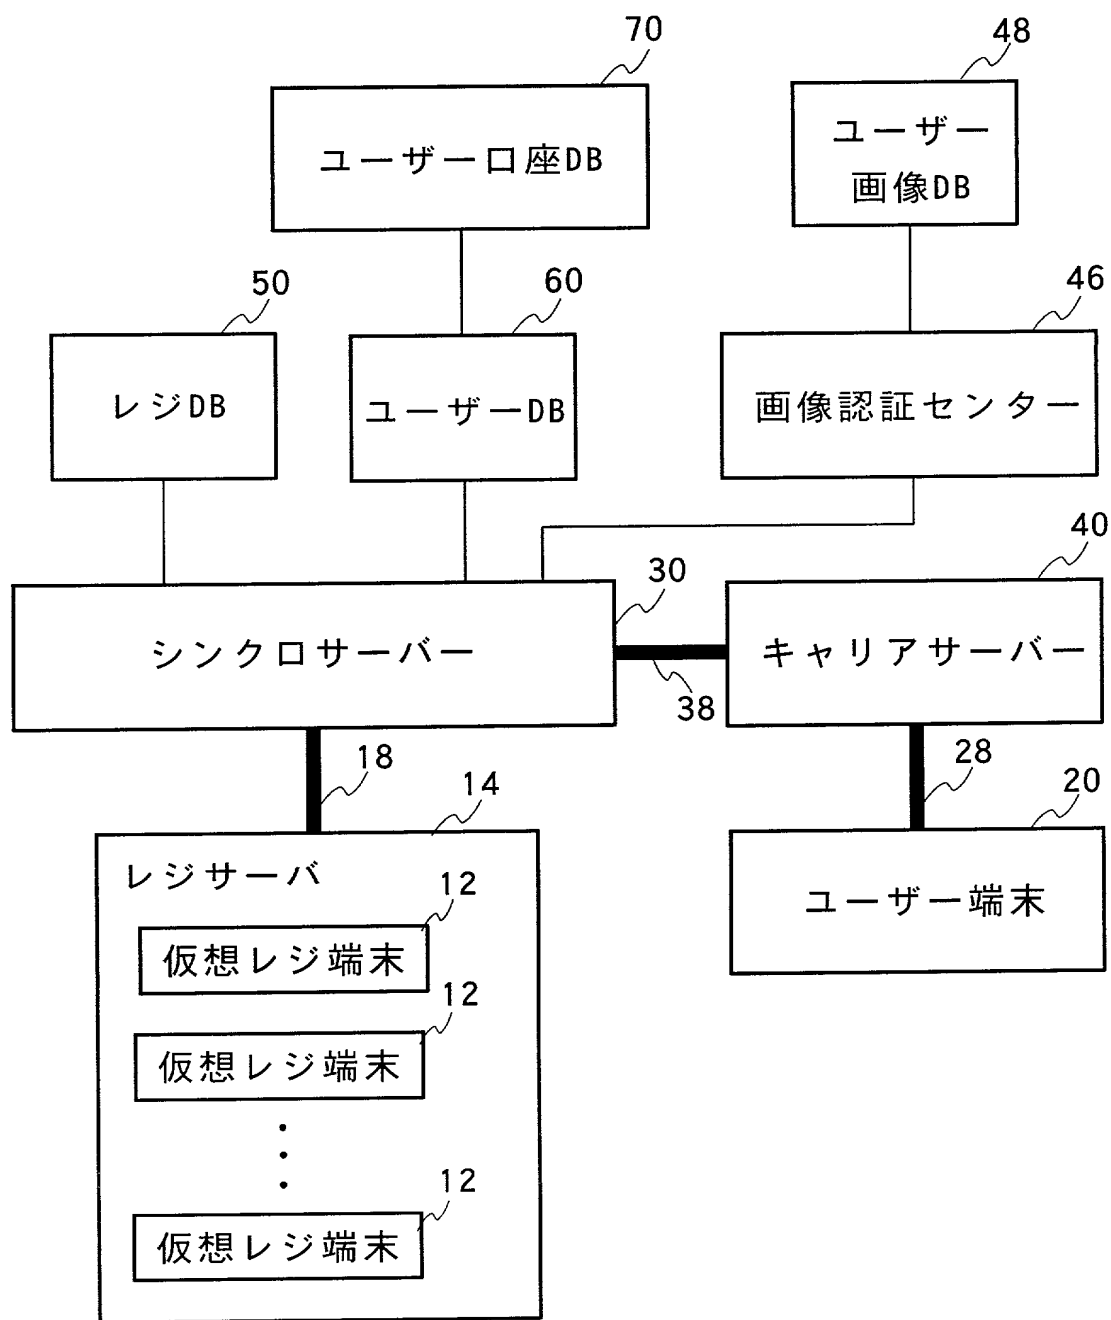 70
48
ユーザー口座DB
ユーザー
画像DB
50
60
46
レジDB
ユーザーDB
画像認証センター
40
30
シンクロサーバー
キャリアサーバー
38
18
28
14
20
レジサーバ
ユーザー端末
12
仮想レジ端末
12
仮想レジ端末
12
仮想レジ端末